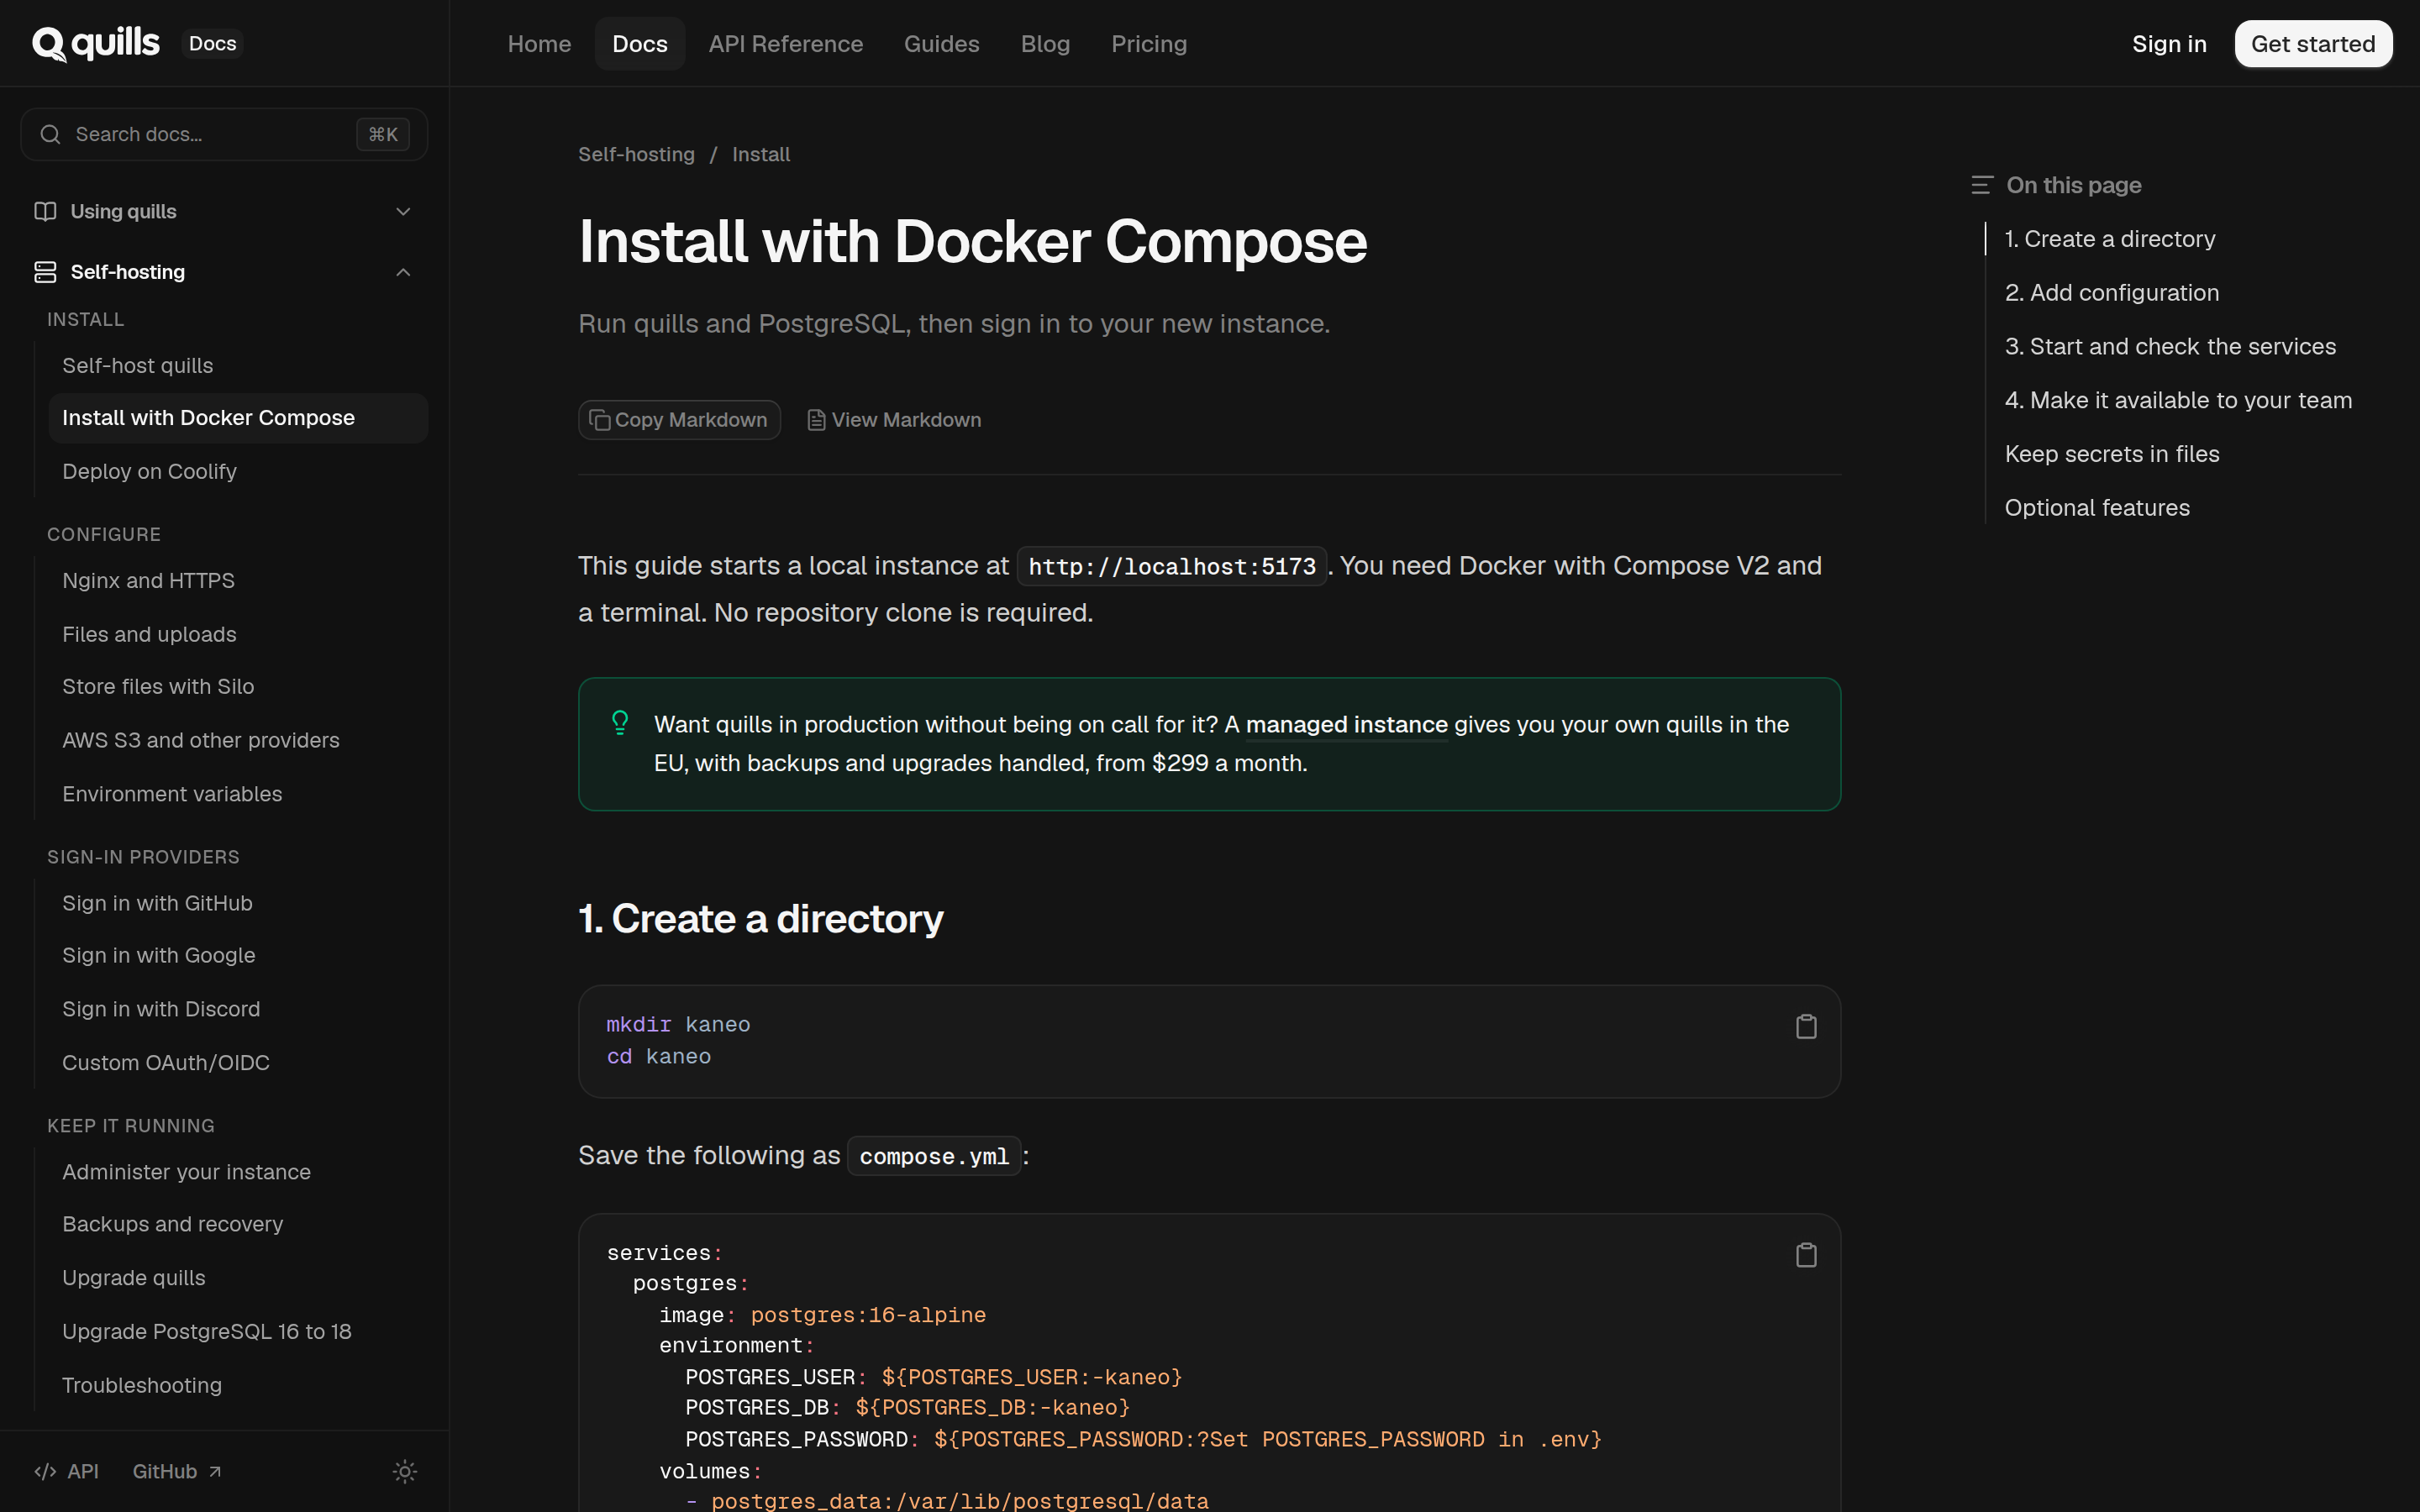 quills Docs
Home Docs API Reference Guides Blog Pricing
Sign in Get started
Search docs... ⌘K
Using quills
Self-hosting
INSTALL
Self-host quills
Install with Docker Compose
Deploy on Coolify
CONFIGURE
Nginx and HTTPS
Files and uploads
Store files with Silo
AWS S3 and other providers
Environment variables
SIGN-IN PROVIDERS
Sign in with GitHub
Sign in with Google
Sign in with Discord
Custom OAuth/OIDC
KEEP IT RUNNING
Administer your instance
Backups and recovery
Upgrade quills
Upgrade PostgreSQL 16 to 18
Troubleshooting
API GitHub
Self-hosting / Install
Install with Docker Compose
Run quills and PostgreSQL, then sign in to your new instance.
Copy Markdown View Markdown
This guide starts a local instance at http://localhost:5173. You need Docker with Compose V2 and
a terminal. No repository clone is required.
Want quills in production without being on call for it? A managed instance gives you your own quills in the
EU, with backups and upgrades handled, from $299 a month.
1. Create a directory
mkdir kaneo
cd kaneo
Save the following as compose.yml:
services:
  postgres:
    image: postgres:16-alpine
    environment:
      POSTGRES_USER: ${POSTGRES_USER:-kaneo}
      POSTGRES_DB: ${POSTGRES_DB:-kaneo}
      POSTGRES_PASSWORD: ${POSTGRES_PASSWORD:?Set POSTGRES_PASSWORD in .env}
    volumes:
      - postgres_data:/var/lib/postgresql/data
On this page
1. Create a directory
2. Add configuration
3. Start and check the services
4. Make it available to your team
Keep secrets in files
Optional features